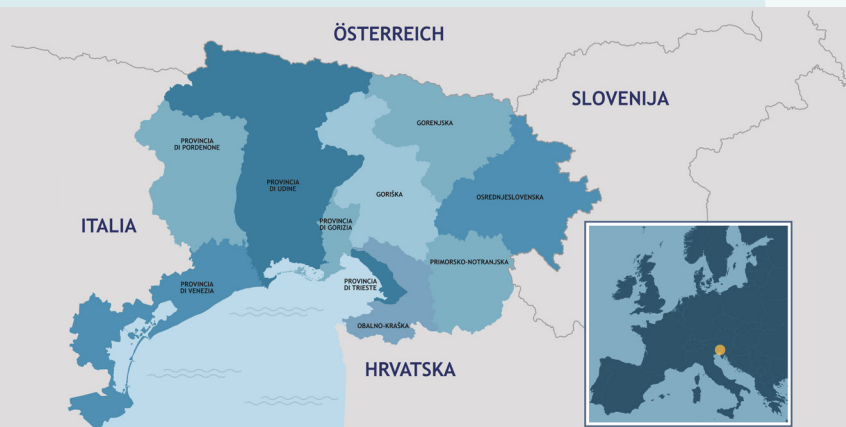 ÖSTERREICH
SLOVENIJA
GORENJSKA
PROVINCIA
DI PORDENONE
PROVINCIA
DI UDINE
GORIŠKA
OSREDNJESLOVENSKA
ITALIA
PROVINCIA
DI GORIZIA
PRIMORSKO-NOTRANJSKA
PROVINCIA
DI VENEZIA
PROVINCIA
DI TRIESTE
OBALNO-KRAŠKA
HRVATSKA